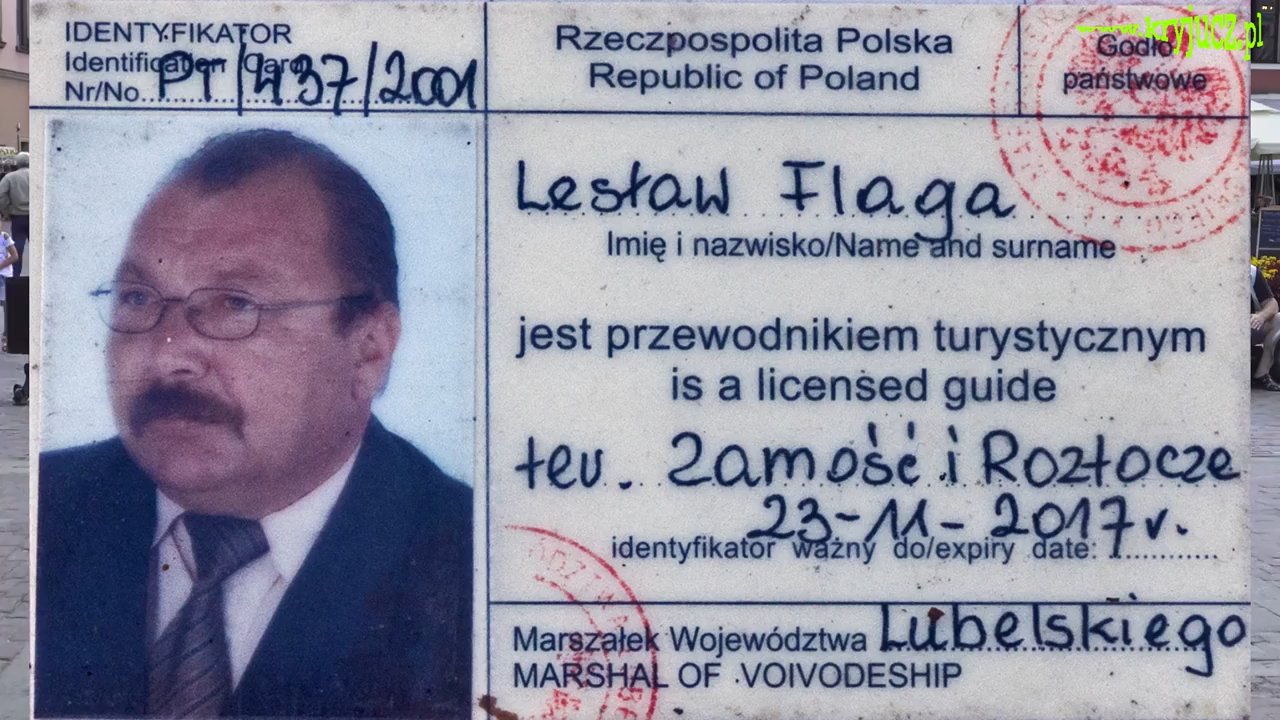 IDENTYFIKATOR
Identification Card
Nr/No. PT/437/2001
Rzeczpospolita Polska
Republic of Poland
Godło
państwowe
www.kryjucz.pl
Lesław Flaga
Imię i nazwisko/Name and surname
jest przewodnikiem turystycznym
is a licensed guide
ter. Zamość i Roztocze
23-11-2017r.
identyfikator ważny do/expiry date:
Marszałek Województwa Lubelskiego
MARSHAL OF VOIVODESHIP